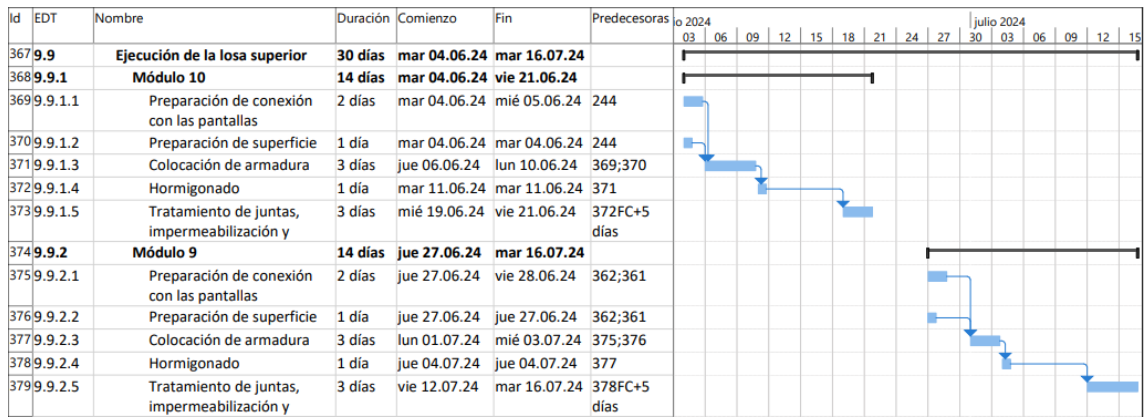 Id EDT Nombre Duración Comienzo Fin Predecesoras io 2024 julio 2024
03 06 09 12 15 18 21 24 27 30 03 06 09 12 15
367 9.9 Ejecución de la losa superior 30 días mar 04.06.24 mar 16.07.24
368 9.9.1 Módulo 10 14 días mar 04.06.24 vie 21.06.24
369 9.9.1.1 Preparación de conexión 2 días mar 04.06.24 mié 05.06.24 244
con las pantallas
370 9.9.1.2 Preparación de superficie 1 día mar 04.06.24 mar 04.06.24 244
371 9.9.1.3 Colocación de armadura 3 días jue 06.06.24 lun 10.06.24 369;370
372 9.9.1.4 Hormigonado 1 día mar 11.06.24 mar 11.06.24 371
373 9.9.1.5 Tratamiento de juntas, 3 días mié 19.06.24 vie 21.06.24 372FC+5
impermeabilización y días
374 9.9.2 Módulo 9 14 días jue 27.06.24 mar 16.07.24
375 9.9.2.1 Preparación de conexión 2 días jue 27.06.24 vie 28.06.24 362;361
con las pantallas
376 9.9.2.2 Preparación de superficie 1 día jue 27.06.24 jue 27.06.24 362;361
377 9.9.2.3 Colocación de armadura 3 días lun 01.07.24 mié 03.07.24 375;376
378 9.9.2.4 Hormigonado 1 día jue 04.07.24 jue 04.07.24 377
379 9.9.2.5 Tratamiento de juntas, 3 días vie 12.07.24 mar 16.07.24 378FC+5
impermeabilización y días